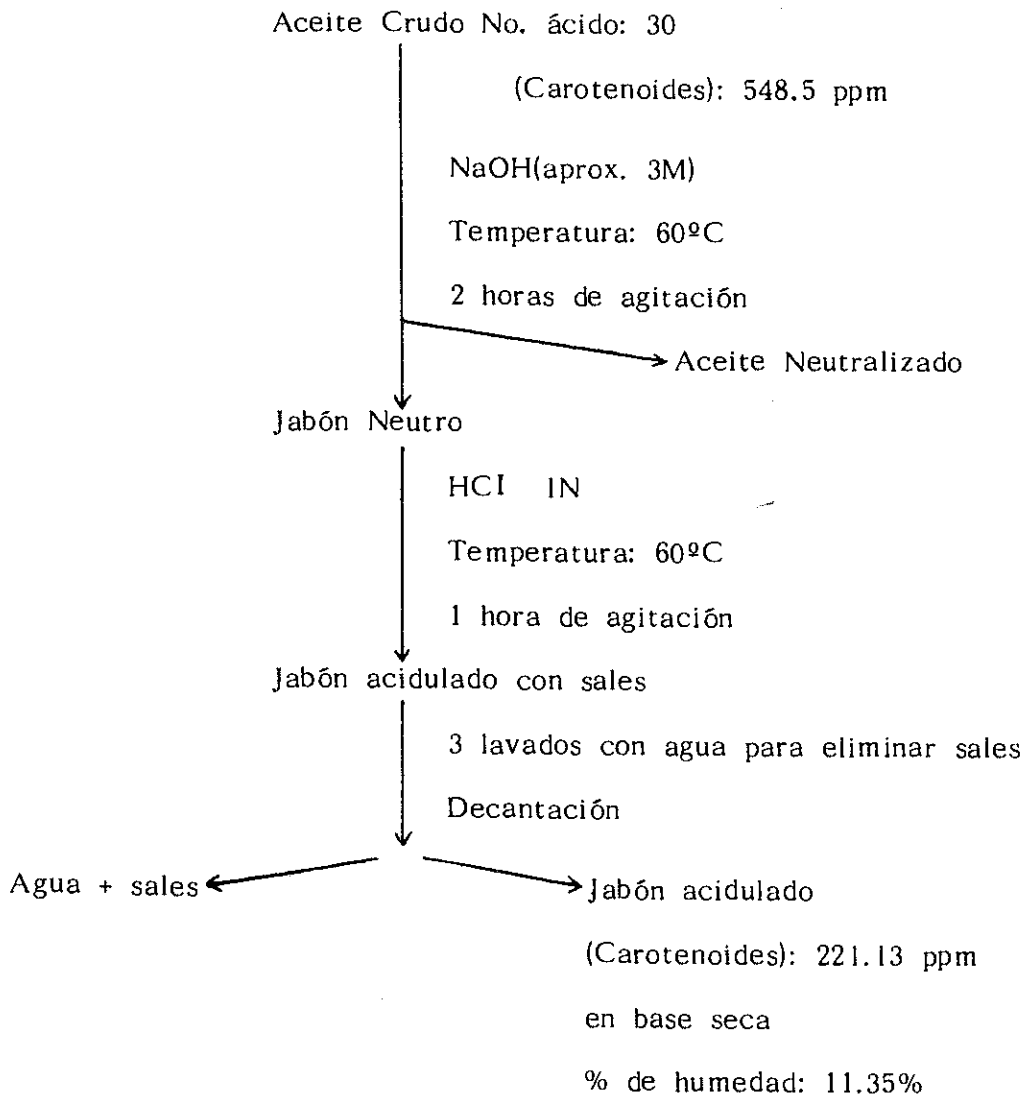 Aceite Crudo No. ácido: 30
(Carotenoides): 548.5 ppm
NaOH(aprox. 3M)
Temperatura: 60ºC
2 horas de agitación
Aceite Neutralizado
Jabón Neutro
HCI IN
Temperatura: 60ºC
1 hora de agitación
Jabón acidulado con sales
3 lavados con agua para eliminar sales
Decantación
Agua + sales
Jabón acidulado
(Carotenoides): 221.13 ppm
en base seca
% de humedad: 11.35%